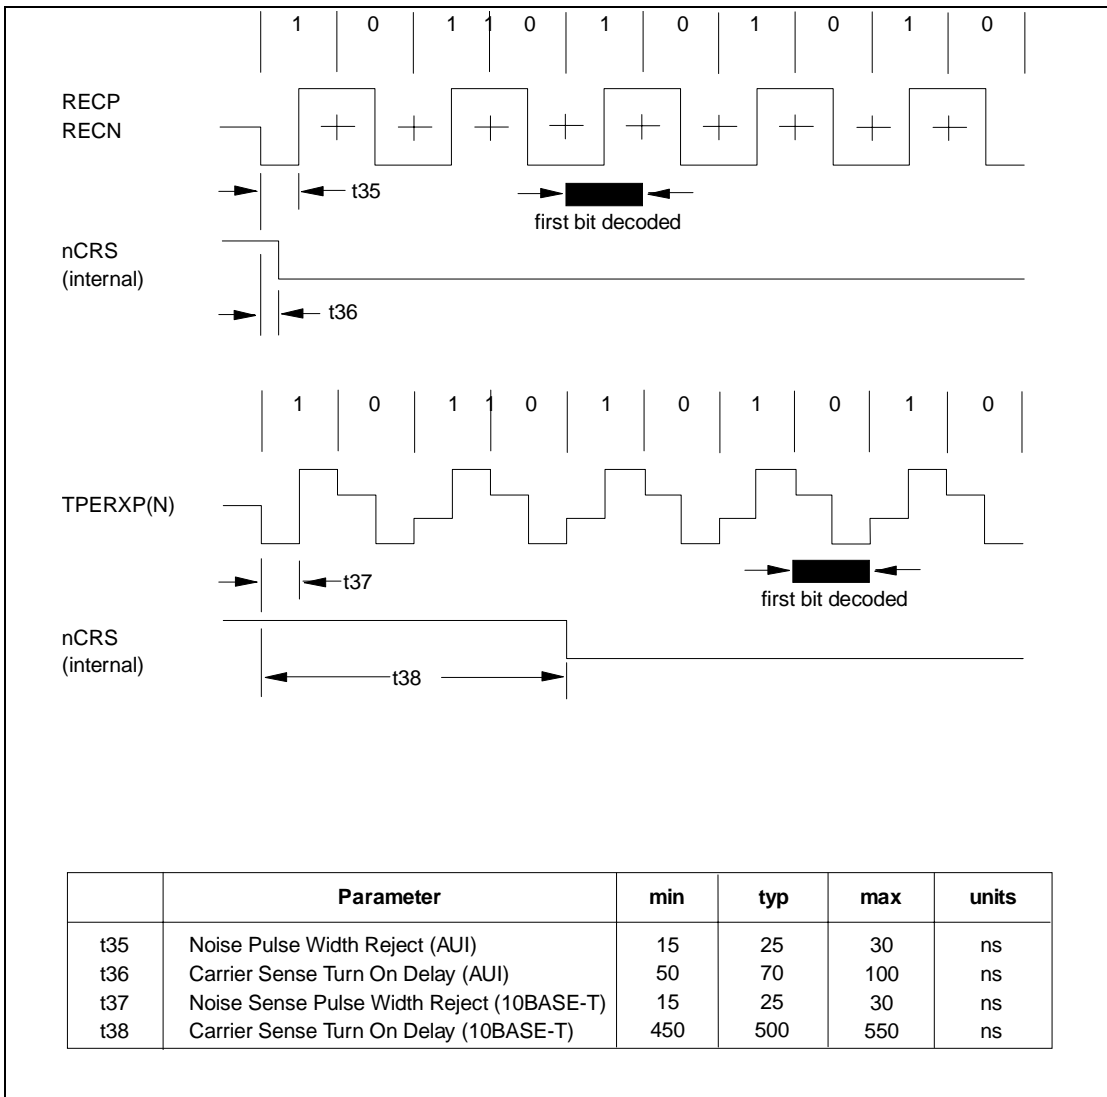 1 0 1 1 0 1 0 1 0 1 0
RECP
RECN
t35
first bit decoded
nCRS
(internal)
t36
1 0 1 1 0 1 0 1 0 1 0
TPERXP(N)
t37
first bit decoded
nCRS
(internal)
t38
Parameter min typ max units
t35 Noise Pulse Width Reject (AUI) 15 25 30 ns
t36 Carrier Sense Turn On Delay (AUI) 50 70 100 ns
t37 Noise Sense Pulse Width Reject (10BASE-T) 15 25 30 ns
t38 Carrier Sense Turn On Delay (10BASE-T) 450 500 550 ns